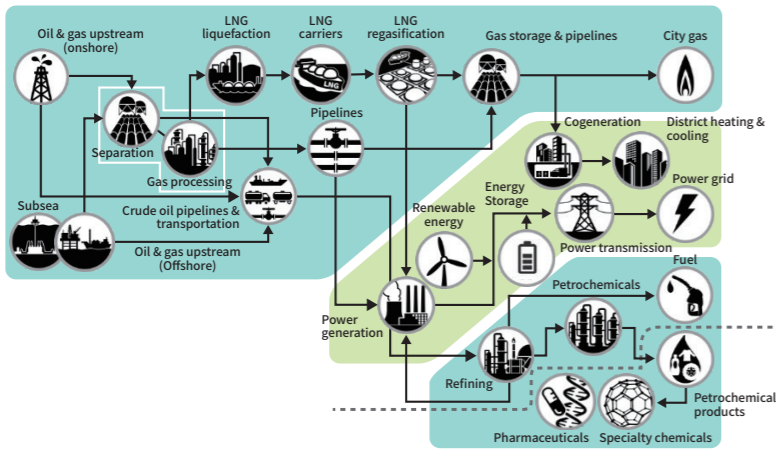 Oil & gas upstream
(onshore)
LNG
liquefaction
LNG
carriers
LNG
regasification
Gas storage & pipelines
City gas
LNG
Pipelines
Separation
Gas processing
Cogeneration
District heating &
cooling
Subsea
Crude oil pipelines &
transportation
Oil & gas upstream
(Offshore)
Renewable
energy
Energy
Storage
Power transmission
Power grid
Power
generation
Petrochemicals
Fuel
Refining
Petrochemical
products
Pharmaceuticals
Specialty chemicals